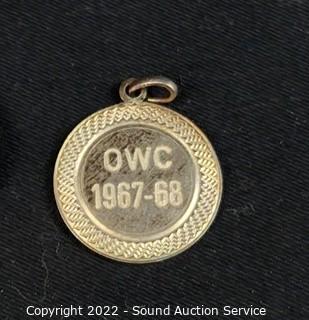 OWC
1967-68
Copyright 2022 - Sound Auction Service